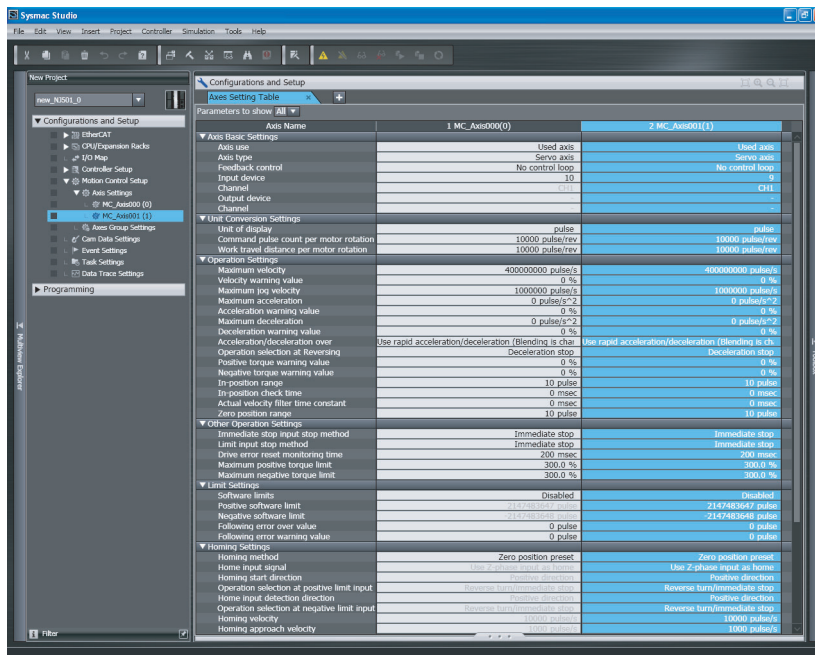 Sysmac Studio
File Edit View Insert Project Controller Simulation Tools Help
New Project
new_NJ501_0
Configurations and Setup
EtherCAT
CPU/Expansion Racks
I/O Map
Controller Setup
Motion Control Setup
Axis Settings
MC_Axis000 (0)
MC_Axis001 (1)
Axes Group Settings
Cam Data Settings
Event Settings
Task Settings
Data Trace Settings
Programming
Multiview Explorer
Filter
Configurations and Setup
Axes Setting Table
Parameters to show All
Axis Name 1 MC_Axis000(0) 2 MC_Axis001(1)
Axis Basic Settings
Axis use Used axis Used axis
Axis type Servo axis Servo axis
Feedback control No control loop No control loop
Input device 10 9
Channel CH1 CH1
Output device - -
Channel - -
Unit Conversion Settings
Unit of display pulse pulse
Command pulse count per motor rotation 10000 pulse/rev 10000 pulse/rev
Work travel distance per motor rotation 10000 pulse/rev 10000 pulse/rev
Operation Settings
Maximum velocity 400000000 pulse/s 400000000 pulse/s
Velocity warning value 0 % 0 %
Maximum jog velocity 1000000 pulse/s 1000000 pulse/s
Maximum acceleration 0 pulse/s^2 0 pulse/s^2
Acceleration warning value 0 % 0 %
Maximum deceleration 0 pulse/s^2 0 pulse/s^2
Deceleration warning value 0 % 0 %
Acceleration/deceleration over Use rapid acceleration/deceleration (Blending is char Use rapid acceleration/deceleration (Blending is ch
Operation selection at Reversing Deceleration stop Deceleration stop
Positive torque warning value 0 % 0 %
Negative torque warning value 0 % 0 %
In-position range 10 pulse 10 pulse
In-position check time 0 msec 0 msec
Actual velocity filter time constant 0 msec 0 msec
Zero position range 10 pulse 10 pulse
Other Operation Settings
Immediate stop input stop method Immediate stop Immediate stop
Limit input stop method Immediate stop Immediate stop
Drive error reset monitoring time 200 msec 200 msec
Maximum positive torque limit 300.0 % 300.0 %
Maximum negative torque limit 300.0 % 300.0 %
Limit Settings
Software limits Disabled Disabled
Positive software limit 2147483647 pulse 2147483647 pulse
Negative software limit -2147483648 pulse -2147483648 pulse
Following error over value 0 pulse 0 pulse
Following error warning value 0 pulse 0 pulse
Homing Settings
Homing method Zero position preset Zero position preset
Home input signal Use Z-phase input as home Use Z-phase input as home
Homing start direction Positive direction Positive direction
Operation selection at positive limit input Reverse turn/immediate stop Reverse turn/immediate stop
Home input detection direction Positive direction Positive direction
Operation selection at negative limit input Reverse turn/immediate stop Reverse turn/immediate stop
Homing velocity 10000 pulse/s 10000 pulse/s
Homing approach velocity 1000 pulse/s 1000 pulse/s